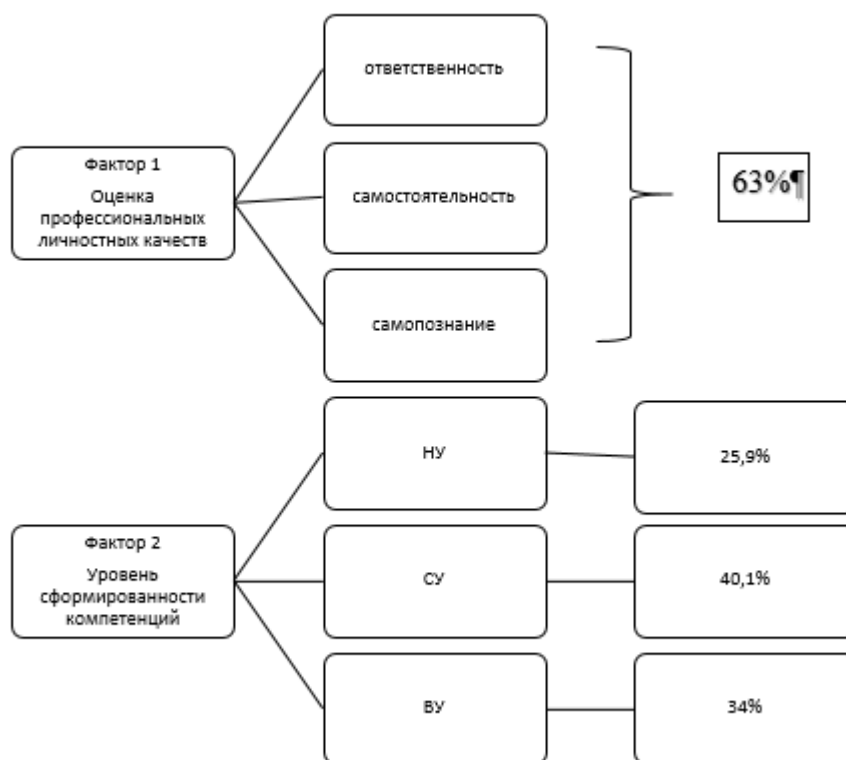 ответственность
Фактор 1
Оценка
профессиональных
личностных качеств
самостоятельность
63%¶
самопознание
НУ
25,9%
Фактор 2
Уровень
сформированности
компетенций
СУ
40,1%
ВУ
34%